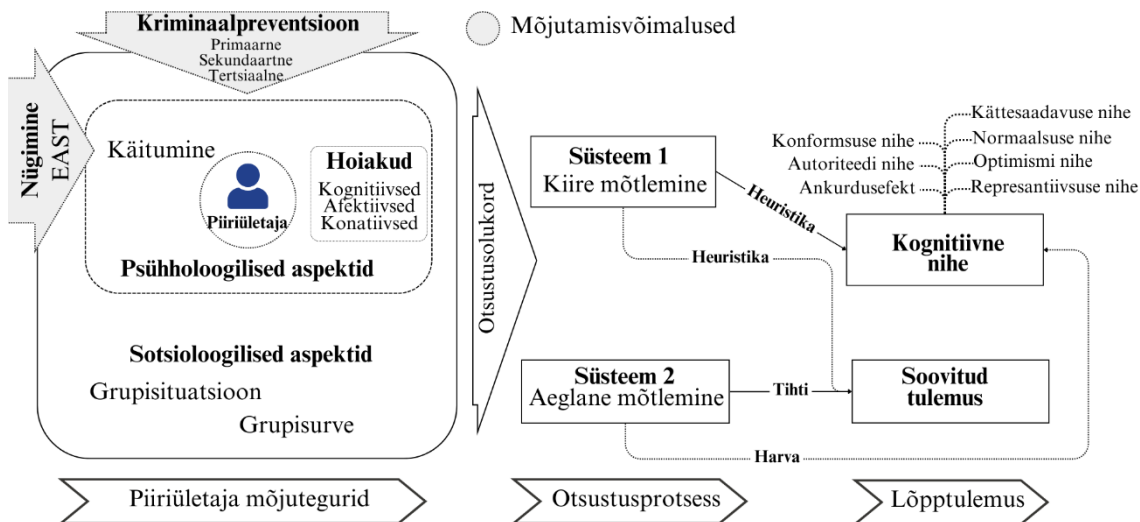 Kriminaalpreventsioon
Primaarne
Sekundaartne
Tertsiaalne
Mõjutamisvõimalused
Nügimine
EAST
Käitumine
Piiriületaja
Hoiakud
Kognitiivsed
Afektiivsed
Konatiivsed
Psühholoogilised aspektid
Sotsioloogilised aspektid
Grupisituatsioon
Grupisurve
Otsustusolukord
Süsteem 1
Kiire mõtlemine
Heuristika
Heuristika
Konformsuse nihe
Autoriteedi nihe
Ankurdusefekt
Kättesaadavuse nihe
Normaalsuse nihe
Optimismi nihe
Represantiivsuse nihe
Kognitiivne
nihe
Süsteem 2
Aeglane mõtlemine
Tihti
Soovitud
tulemus
Harva
Piiriületaja mõjutegurid
Otsustusprotsess
Lõpptulemus